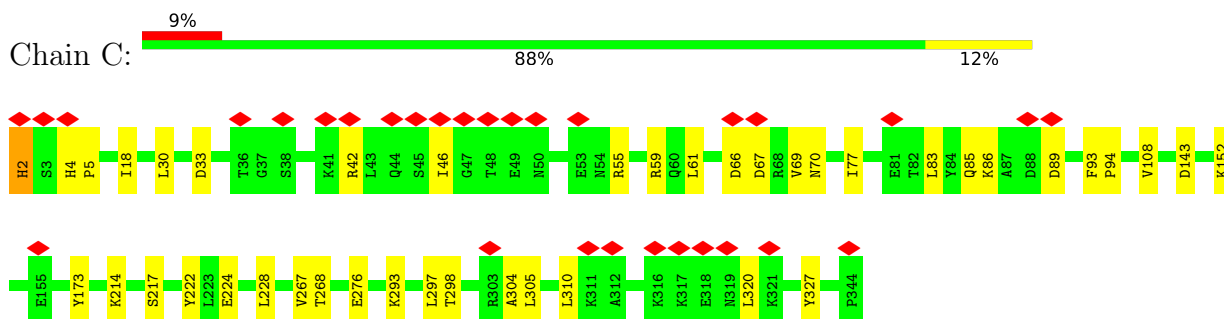 9%
Chain C:
88% 12%
H2 S3 H4 P5 I18 L30 D33 T36 G37 S38 K41 R42 L43 Q44 S45 I46 G47 T48 E49 N50 E53 N54 R55 R59 Q60 L61 D66 D67 R68 V69 N70 I77 E81 T82 L83 Y84 Q85 K86 A87 D88 D89 F93 P94 V108 D143 K152
E155 Y173 K214 S217 Y222 L223 E224 L228 V267 T268 E276 K293 L297 T298 R303 A304 L305 L310 K311 A312 K316 K317 E318 N319 L320 K321 Y327 P344